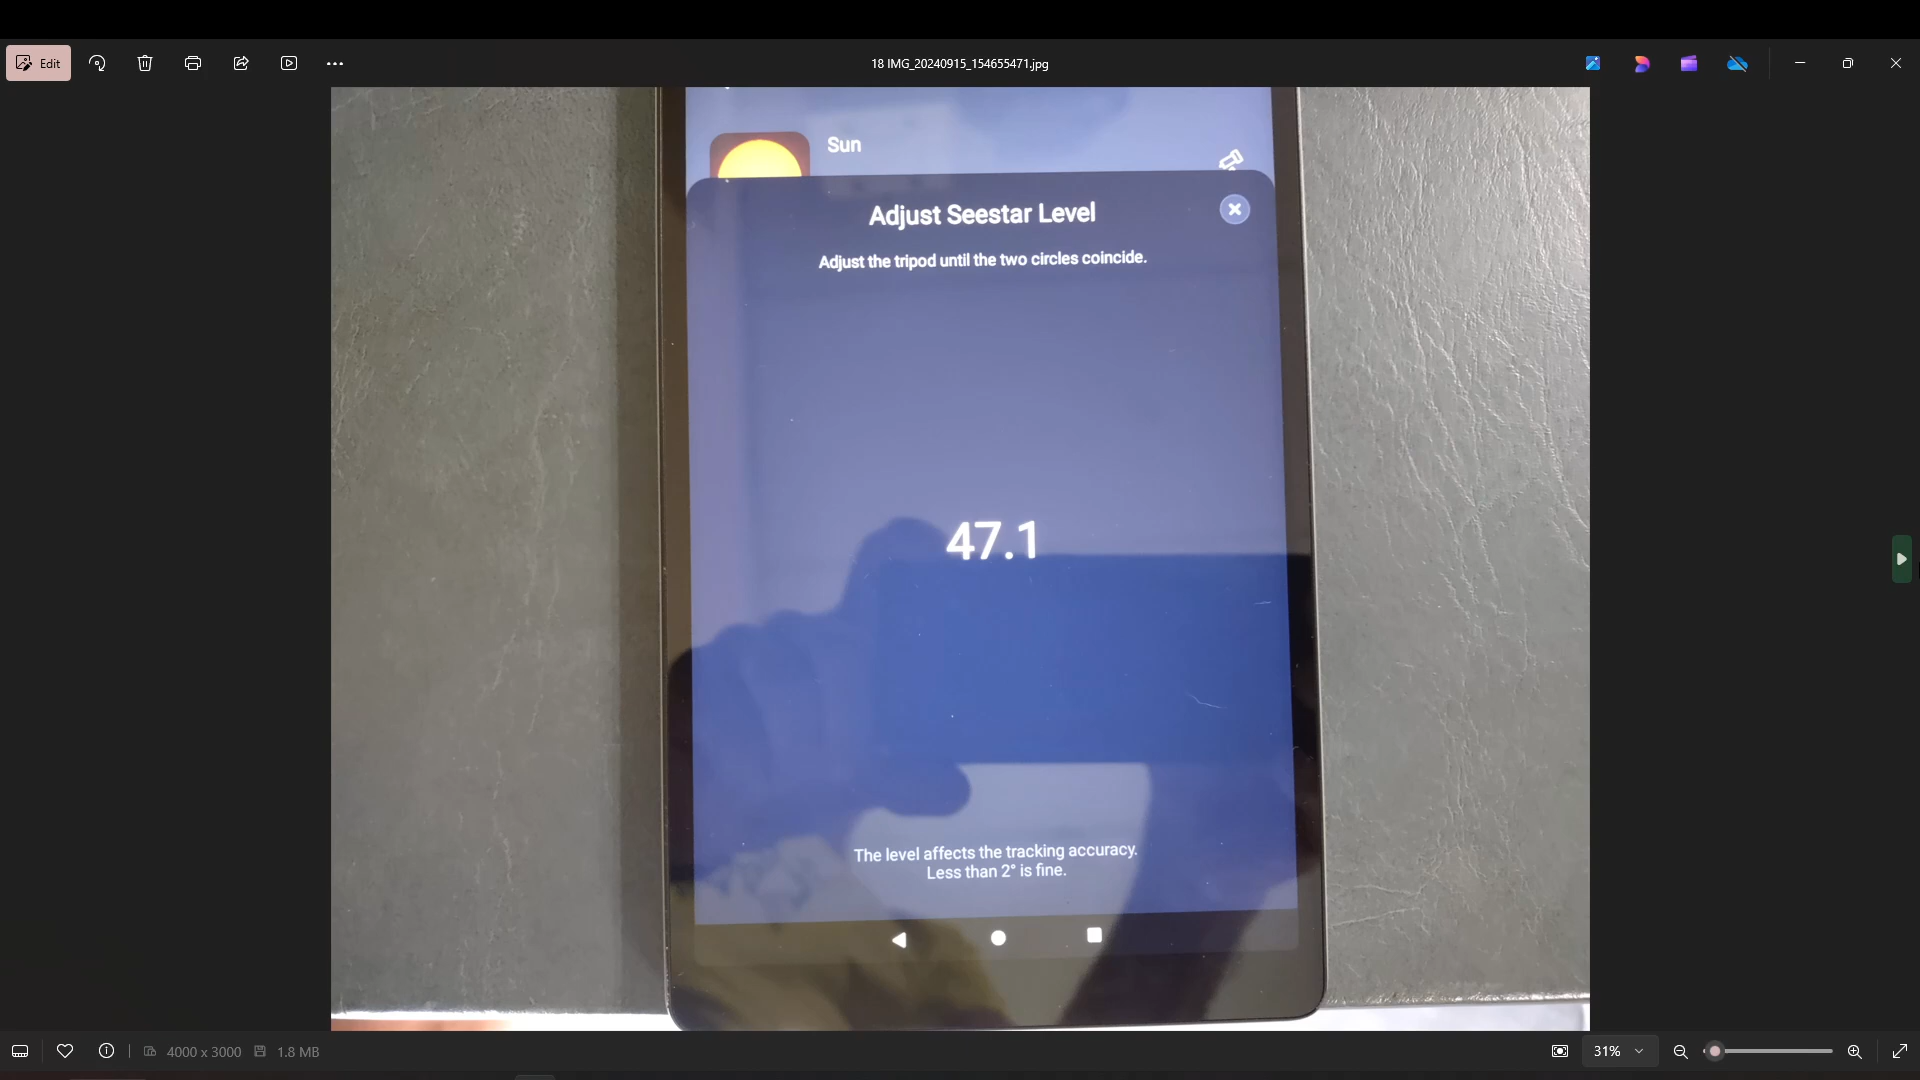 Edit
18 IMG_20240915_154655471.jpg
Sun
Adjust Seestar Level
Adjust the tripod until the two circles coincide.
47.1
The level affects the tracking accuracy.
Less than 2° is fine.
4000 x 3000
1.8 MB
31%